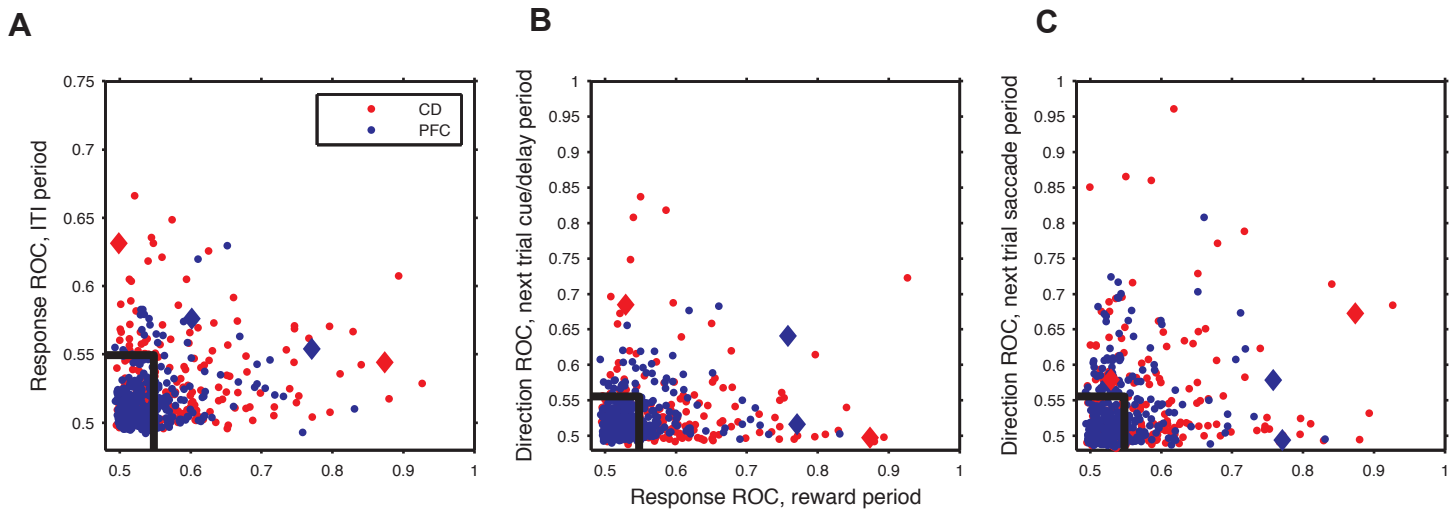 A
B
C
0.75
0.7
0.65
0.6
0.55
0.5
Response ROC, ITI period
CD
PFC
0.5 0.6 0.7 0.8 0.9 1
1
0.95
0.9
0.85
0.8
0.75
0.7
0.65
0.6
0.55
0.5
Direction ROC, next trial cue/delay period
0.5 0.6 0.7 0.8 0.9 1
Response ROC, reward period
1
0.95
0.9
0.85
0.8
0.75
0.7
0.65
0.6
0.55
0.5
Direction ROC, next trial saccade period
0.5 0.6 0.7 0.8 0.9 1